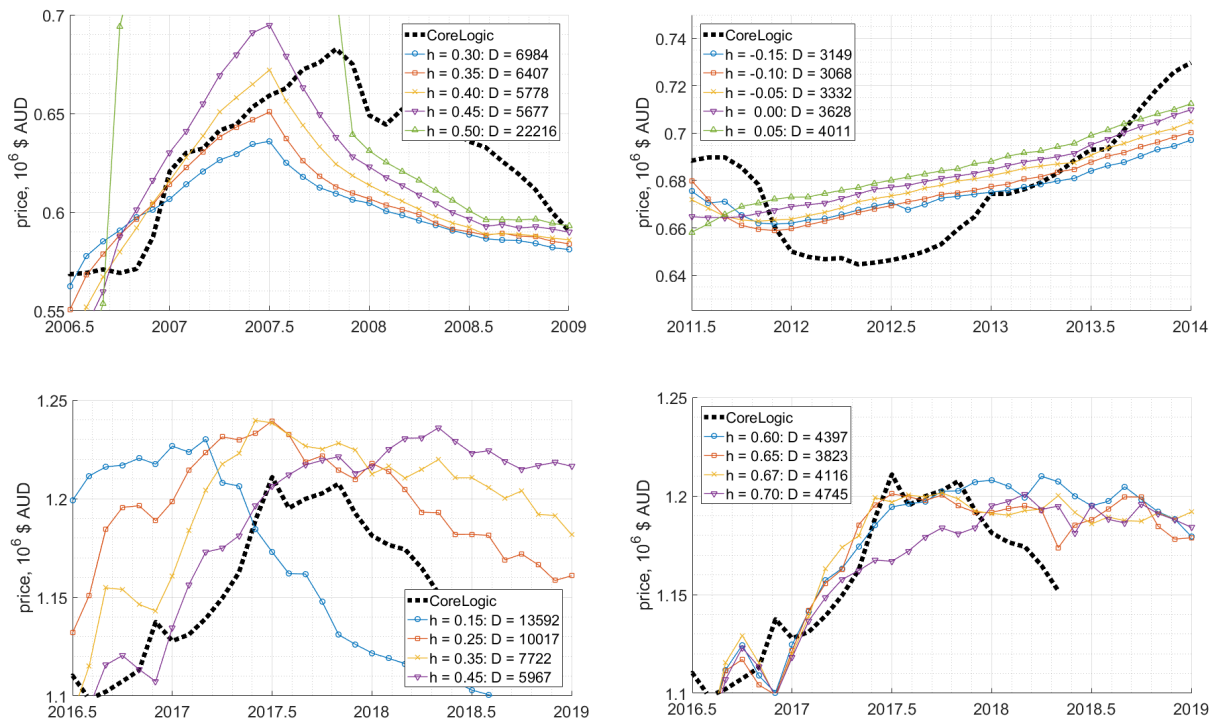 0.7
0.65
0.6
0.55
price, 10^6 $ AUD
2006.5 2007 2007.5 2008 2008.5 2009
CoreLogic
h = 0.30: D = 6984
h = 0.35: D = 6407
h = 0.40: D = 5778
h = 0.45: D = 5677
h = 0.50: D = 22216
0.74
0.72
0.7
0.68
0.66
0.64
price, 10^6 $ AUD
2011.5 2012 2012.5 2013 2013.5 2014
CoreLogic
h = -0.15: D = 3149
h = -0.10: D = 3068
h = -0.05: D = 3332
h = 0.00: D = 3628
h = 0.05: D = 4011
1.25
1.2
1.15
1.1
price, 10^6 $ AUD
2016.5 2017 2017.5 2018 2018.5 2019
CoreLogic
h = 0.15: D = 13592
h = 0.25: D = 10017
h = 0.35: D = 7722
h = 0.45: D = 5967
1.25
1.2
1.15
1.1
price, 10^6 $ AUD
2016.5 2017 2017.5 2018 2018.5 2019
CoreLogic
h = 0.60: D = 4397
h = 0.65: D = 3823
h = 0.67: D = 4116
h = 0.70: D = 4745